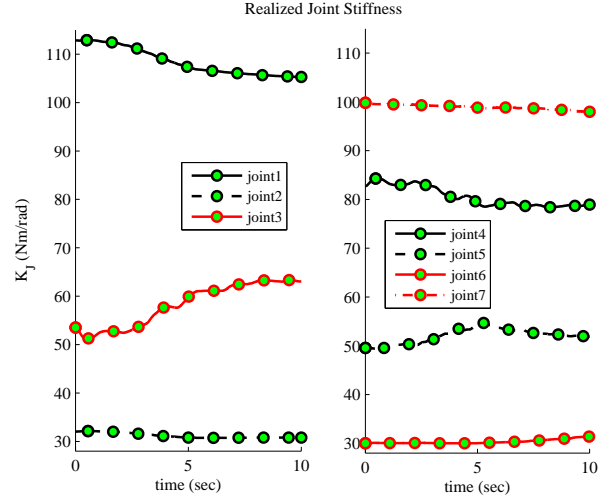 Realized Joint Stiffness
K_J (Nm/rad)
110
100
90
80
70
60
50
40
30
0
5
10
time (sec)
joint1
joint2
joint3
110
100
90
80
70
60
50
40
30
0
5
10
time (sec)
joint4
joint5
joint6
joint7